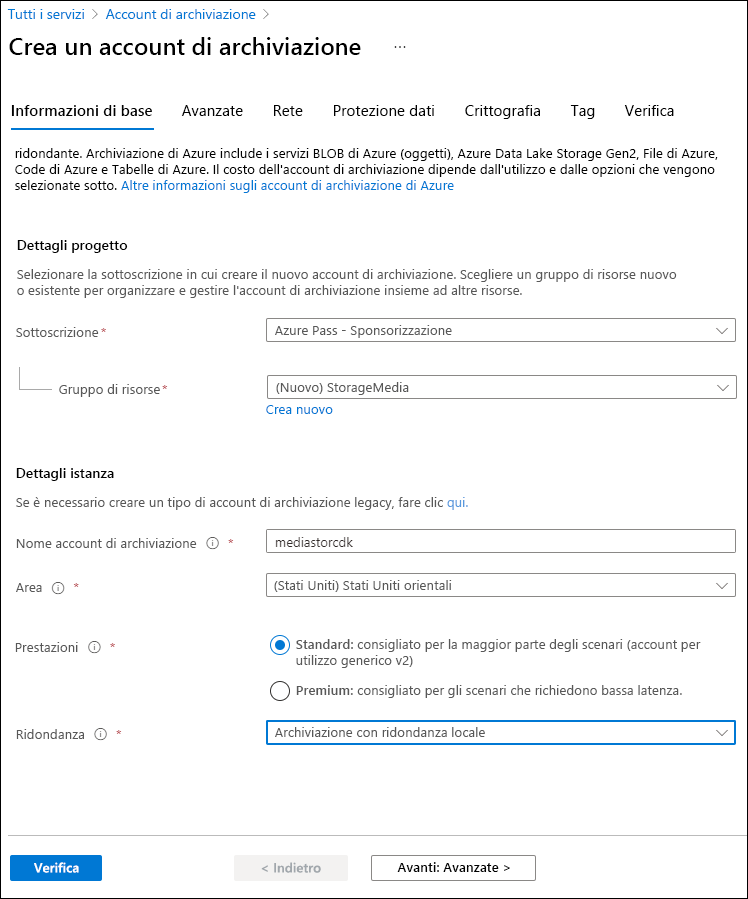 Tutti i servizi > Account di archiviazione >
Crea un account di archiviazione ...
Informazioni di base Avanzate Rete Protezione dati Crittografia Tag Verifica
ridondante. Archiviazione di Azure include i servizi BLOB di Azure (oggetti), Azure Data Lake Storage Gen2, File di Azure,
Code di Azure e Tabelle di Azure. Il costo dell'account di archiviazione dipende dall'utilizzo e dalle opzioni che vengono
selezionate sotto. Altre informazioni sugli account di archiviazione di Azure
Dettagli progetto
Selezionare la sottoscrizione in cui creare il nuovo account di archiviazione. Scegliere un gruppo di risorse nuovo
o esistente per organizzare e gestire l'account di archiviazione insieme ad altre risorse.
Sottoscrizione * Azure Pass - Sponsorizzazione
Gruppo di risorse * (Nuovo) StorageMedia
Crea nuovo
Dettagli istanza
Se è necessario creare un tipo di account di archiviazione legacy, fare clic qui.
Nome account di archiviazione * mediastorcdk
Area * (Stati Uniti) Stati Uniti orientali
Prestazioni * Standard: consigliato per la maggior parte degli scenari (account per
utilizzo generico v2)
Premium: consigliato per gli scenari che richiedono bassa latenza.
Ridondanza * Archiviazione con ridondanza locale
Verifica < Indietro Avanti: Avanzate >